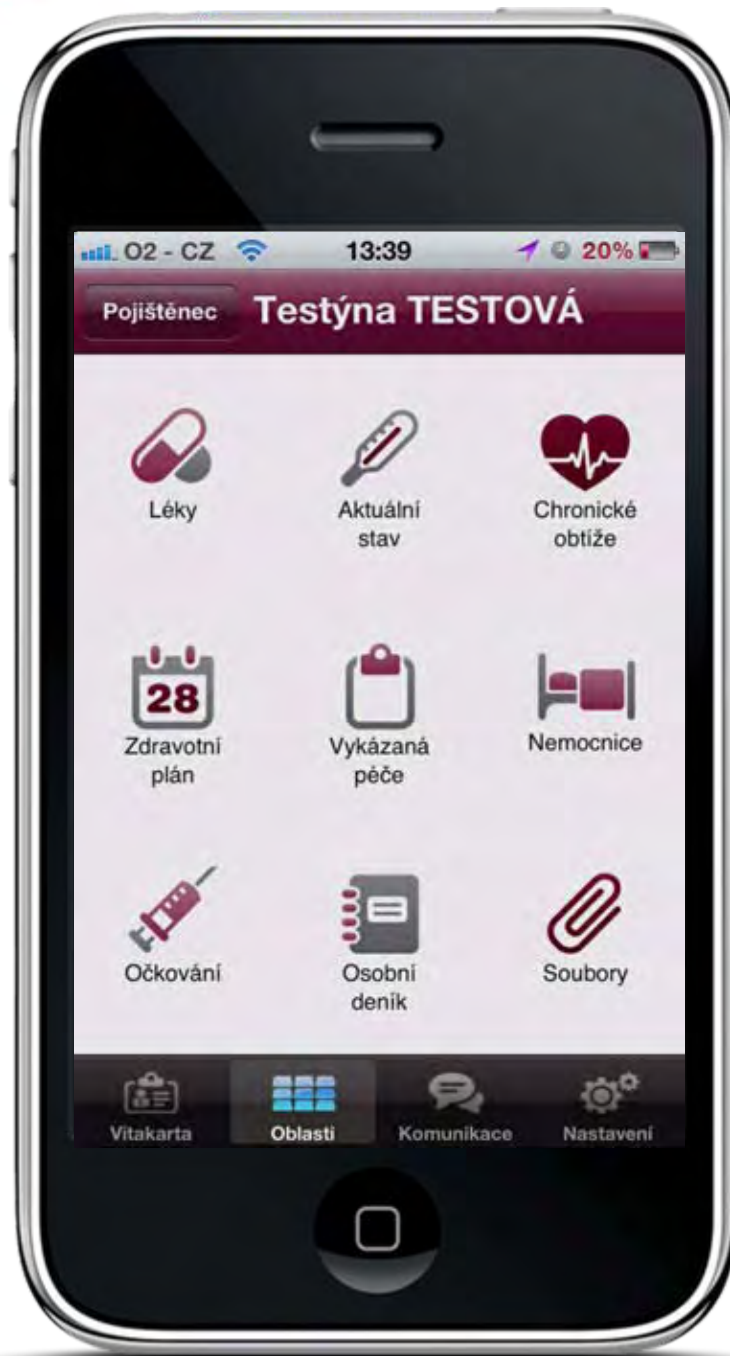 O2 - CZ 13:39 20%
Pojištěnec Testýna TESTOVÁ
Léky
Aktuální
stav
Chronické
obtíže
28
Zdravotní
plán
Vykázaná
péče
Nemocnice
Očkování
Osobní
deník
Soubory
Vitakarta Oblasti Komunikace Nastavení